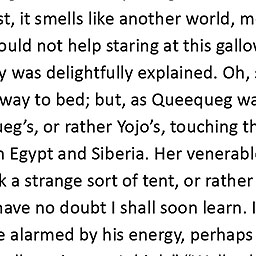 st, it smells like another world, m
ould not help staring at this gallow
y was delightfully explained. Oh, s
way to bed; but, as Queequeg wa
eg's, or rather Yojo's, touching th
n Egypt and Siberia. Her venerable
k a strange sort of tent, or rather
have no doubt I shall soon learn. I
e alarmed by his energy, perhaps